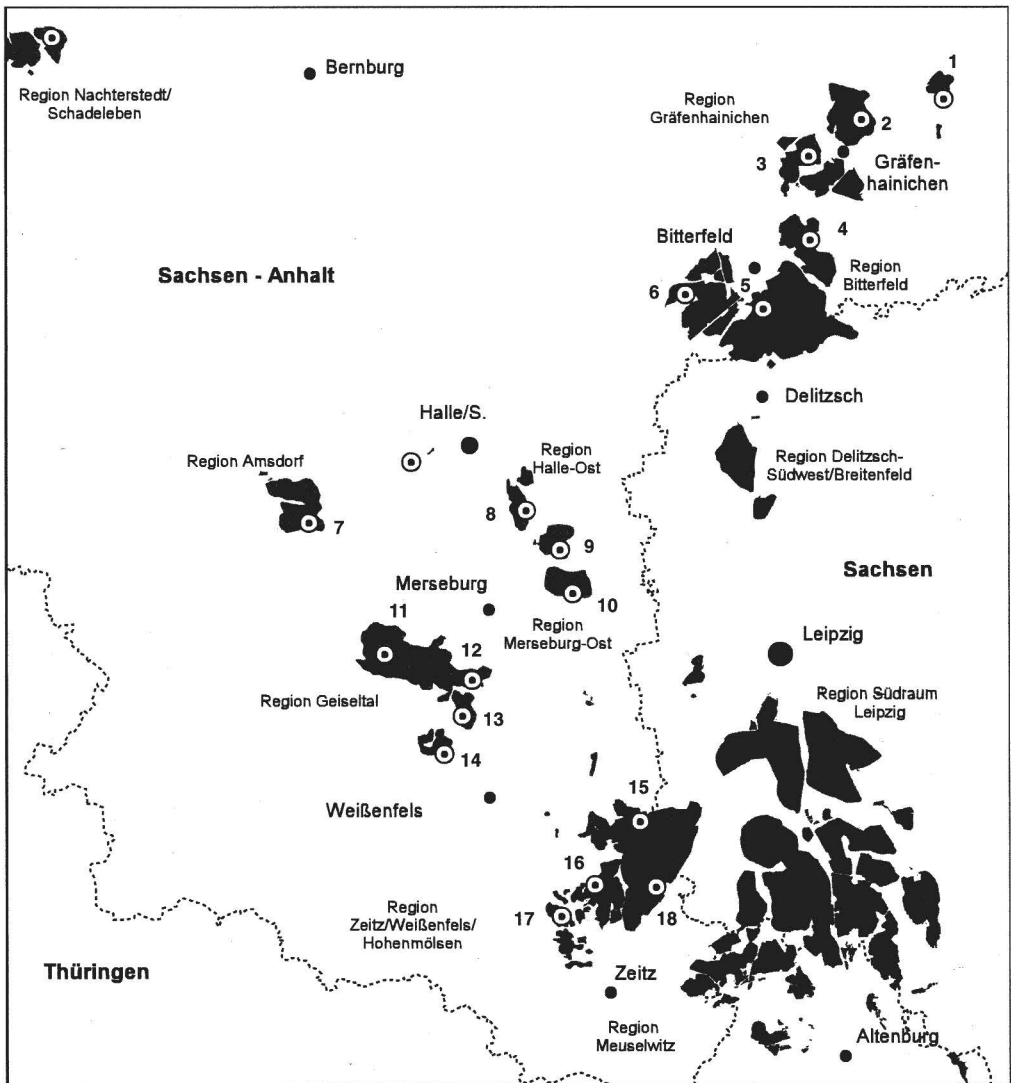 Bernburg
Region Nachterstedt/
Schadeleben
1
Region
Gräfenhainichen
2
3
Gräfen-
hainichen
4
Bitterfeld
Sachsen - Anhalt
Region
Bitterfeld
5
6
Delitzsch
Halle/S.
Region Amsdorf
Region
Halle-Ost
Region Delitzsch-
Südwest/Breitenfeld
7
8
9
Sachsen
Merseburg
10
11
Region
Merseburg-Ost
Leipzig
12
Region Geiseltal
Region Südraum
Leipzig
13
14
Weißenfels
15
16
17
18
Region
Zeitz/Weißenfels/
Hohenmölsen
Thüringen
Zeitz
Region
Meuselwitz
Altenburg